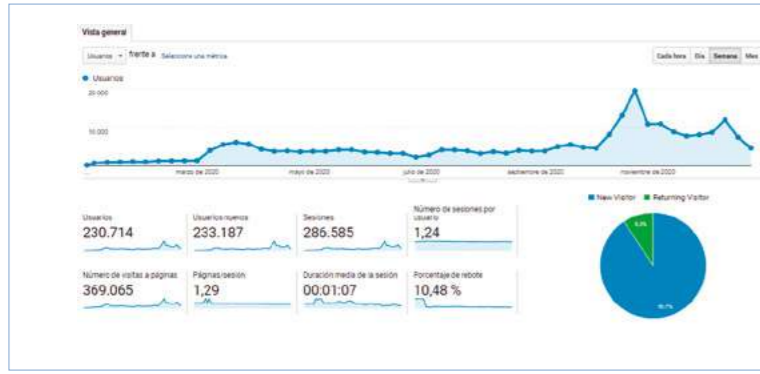 Vista general
Usuarios frente a Seleccione una métrica
Cada hora Día Semana Mes
Usuarios
20.000
10.000
marzo de 2020 mayo de 2020 julio de 2020 septiembre de 2020 noviembre de 2020
New Visitor Returning Visitor
Usuarios
230.714
Usuarios nuevos
233.187
Sesiones
286.585
Número de sesiones por
usuario
1,24
Número de visitas a páginas
369.065
Páginas/sesión
1,29
Duración media de la sesión
00:01:07
Porcentaje de rebote
10,48 %